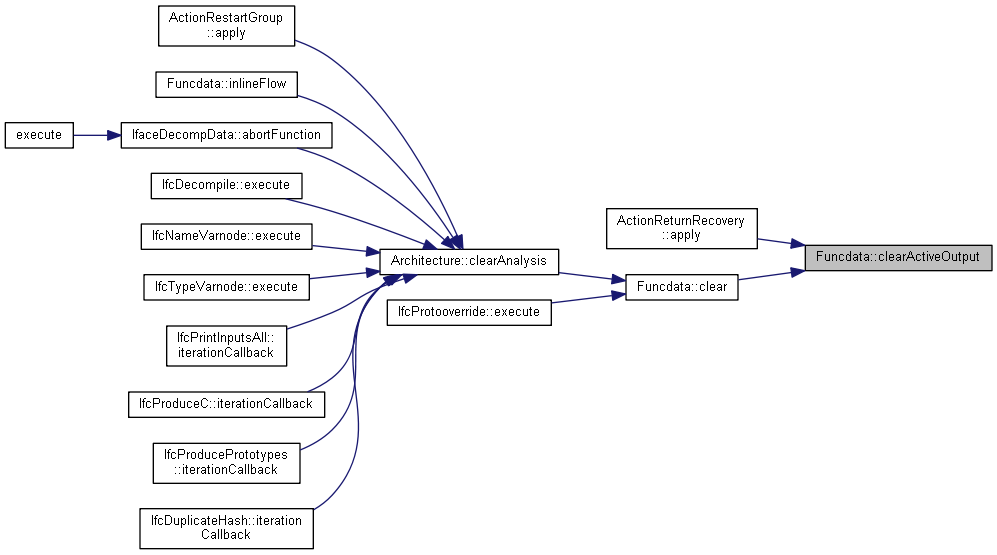 ActionRestartGroup
::apply
Funcdata::inlineFlow
execute
IfaceDecompData::abortFunction
IfcDecompile::execute
IfcNameVarnode::execute
IfcTypeVarnode::execute
IfcPrintInputsAll::
iterationCallback
IfcProduceC::iterationCallback
IfcProducePrototypes
::iterationCallback
IfcDuplicateHash::iteration
Callback
Architecture::clearAnalysis
IfcProtooverride::execute
ActionReturnRecovery
::apply
Funcdata::clear
Funcdata::clearActiveOutput